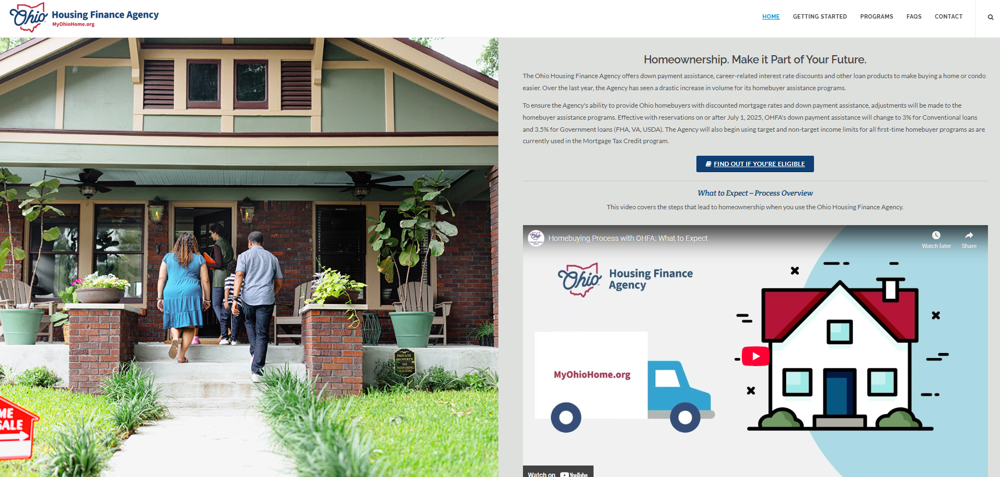 Ohio Housing Finance Agency
MyOhioHome.org
HOME
GETTING STARTED
PROGRAMS
FAQS
CONTACT
Homeownership. Make it Part of Your Future.
The Ohio Housing Finance Agency offers down payment assistance, career-related interest rate discounts and other loan products to make buying a home or condo
easier. Over the last year, the Agency has seen a drastic increase in volume for its homebuyer assistance programs.
To ensure the Agency's ability to provide Ohio homebuyers with discounted mortgage rates and down payment assistance, adjustments will be made to the
homebuyer assistance programs. Effective with reservations on or after July 1, 2025, OHFA's down payment assistance will change to 3% for Conventional loans
and 3.5% for Government loans (FHA, VA, USDA). The Agency will also begin using target and non-target income limits for all first-time homebuyer programs as are
currently used in the Mortgage Tax Credit program.
FIND OUT IF YOU'RE ELIGIBLE
What to Expect – Process Overview
This video covers the steps that lead to homeownership when you use the Ohio Housing Finance Agency.
Ohio
Homebuying Process with OHFA: What to Expect
Watch later
Share
Ohio Housing Finance
Agency
MyOhioHome.org
Watch on YouTube
PRIVATE
PROPERTY
NO
TRESPASSING
SALE